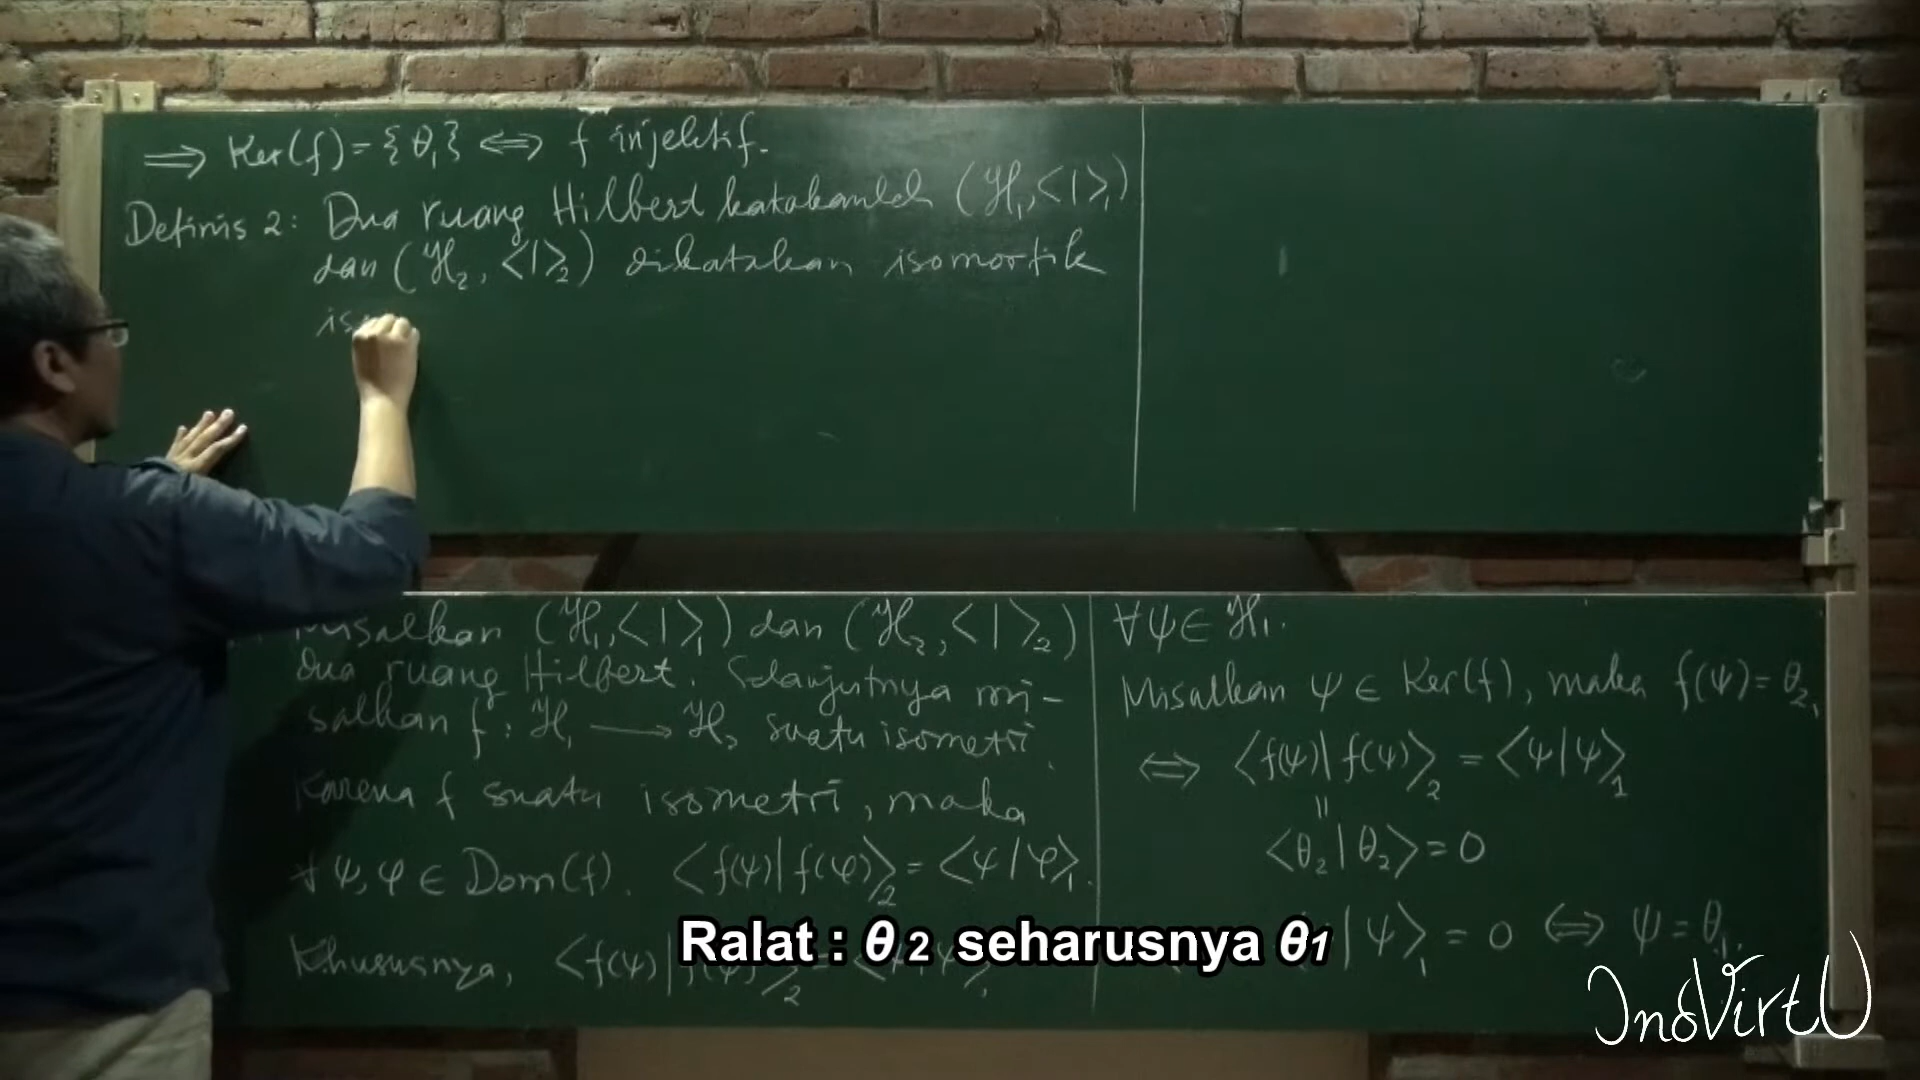 ⟹ Ker(f) = {θ₁} ⟺ f injektif.
Definis 2: Dua ruang Hilbert katakanlah (ℋ₁, <|>₁)
dan (ℋ₂, <|>₂) dikatakan isomorfik
Misalkan (ℋ₁, <|>₁) dan (ℋ₂, <|>₂)
dua ruang Hilbert. Selanjutnya mi-
salkan f : ℋ₁ ⟶ ℋ₂ suatu isometri.
Karena f suatu isometri, maka
∀ ψ, φ ∈ Dom(f). <f(ψ)|f(φ)>₂ = <ψ|φ>₁.
Khususnya, <f(ψ)|f(ψ)>₂ =
∀ψ ∈ ℋ₁.
Misalkan ψ ∈ Ker(f), maka f(ψ) = θ₂,
⟺ <f(ψ)|f(ψ)>₂ = <ψ|ψ>₁
॥
<θ₂|θ₂> = 0
|ψ>₁ = 0 ⟺ ψ = θ₁.
Ralat : θ₂ seharusnya θ₁
InoVirtU